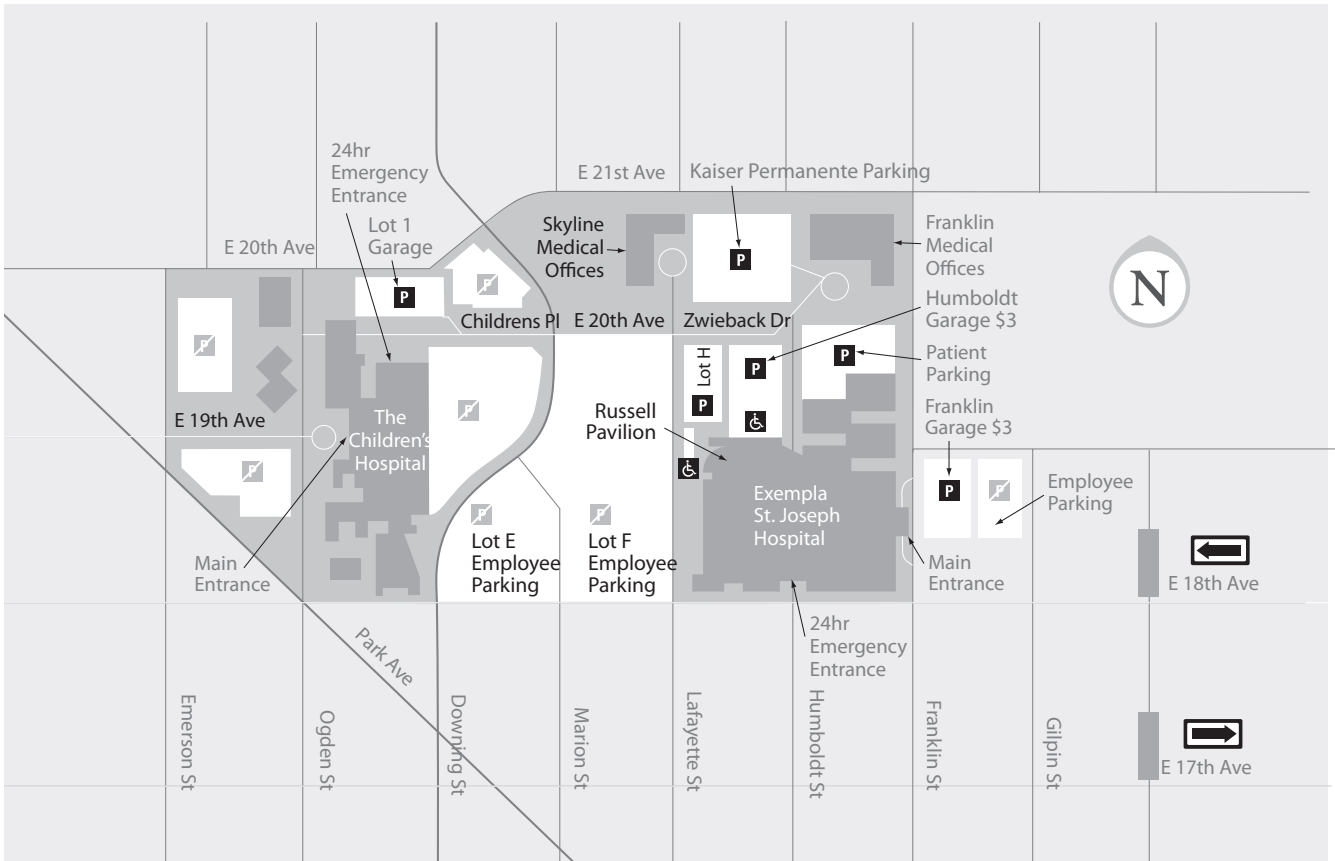 24hr
Emergency
Entrance
E 21st Ave
Kaiser Permanente Parking
Lot 1
Garage
E 20th Ave
Skyline
Medical
Offices
Franklin
Medical
Offices
N
P
P
P
Humboldt
Garage $3
Childrens Pl
E 20th Ave
Zwieback Dr
P
Lot H
P
P
Patient
Parking
P
P
Franklin
Garage $3
E 19th Ave
The
Children's
Hospital
Russell
Pavilion
P
P
P
Employee
Parking
Exempla
St. Joseph
Hospital
P
P
Lot E
Employee
Parking
Lot F
Employee
Parking
Main
Entrance
Main
Entrance
E 18th Ave
24hr
Emergency
Entrance
Park Ave
Emerson St
Ogden St
Downing St
Marion St
Lafayette St
Humboldt St
Franklin St
Gilpin St
E 17th Ave